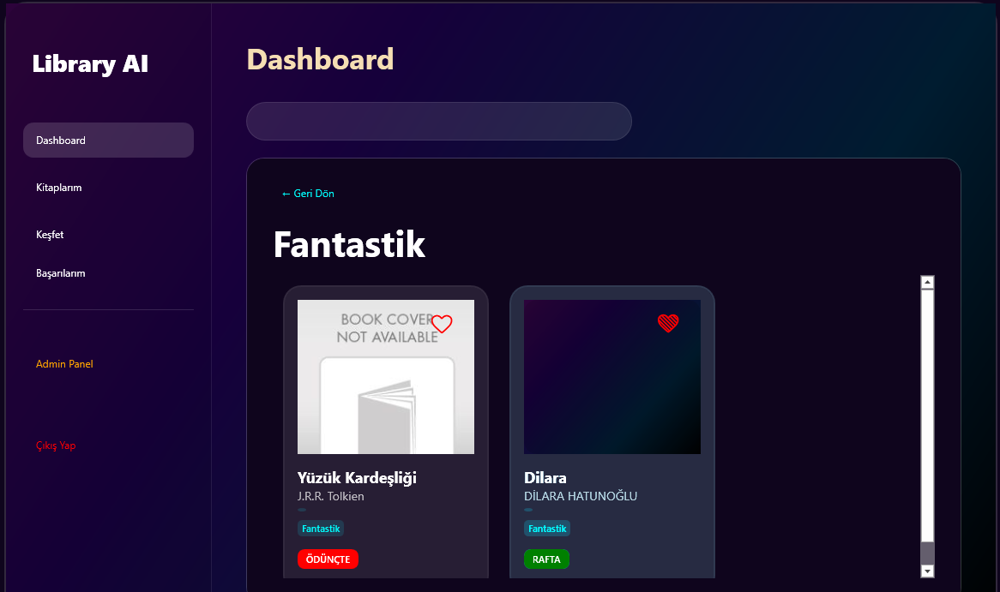 Library AI
Dashboard
Kitaplarım
Keşfet
Başarılarım
Admin Panel
Çıkış Yap
Dashboard
← Geri Dön
Fantastik
BOOK COVER
NOT AVAILABLE
Yüzük Kardeşliği
J.R.R. Tolkien
Fantastik
ÖDÜNÇTE
Dilara
DİLARA HATUNOĞLU
Fantastik
RAFTA